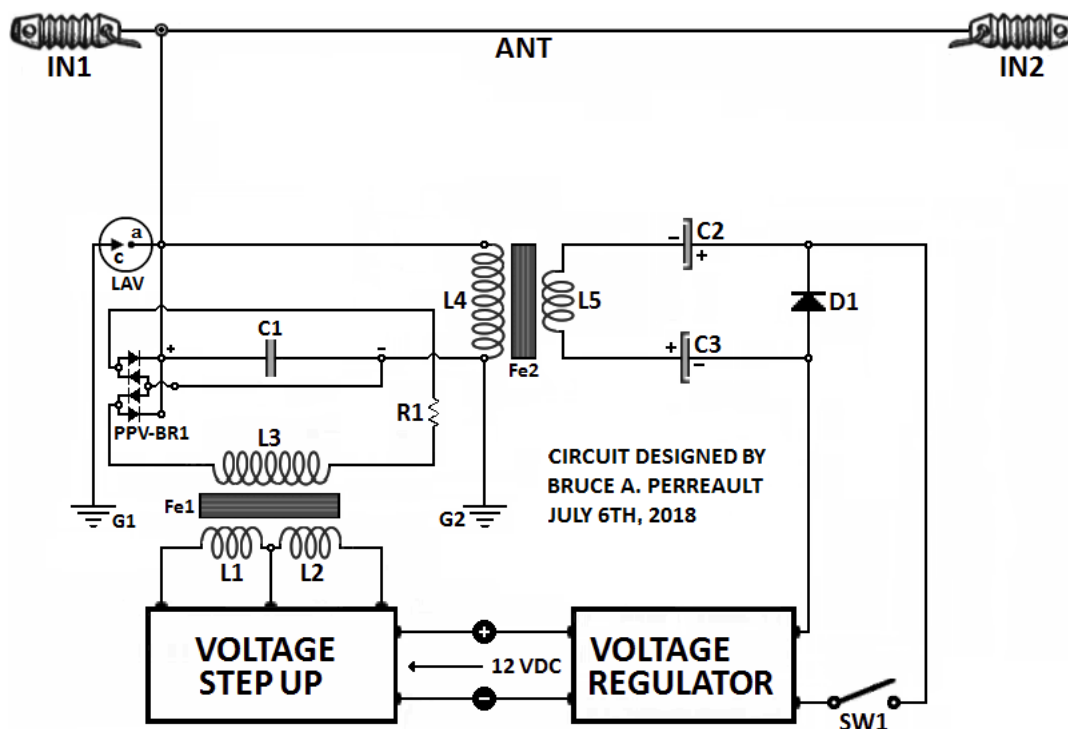 IN1
ANT
IN2
a
c
LAV
C2
-
+
L4
L5
D1
C1
+
-
C3
+
-
Fe2
R1
PPV-BR1
L3
CIRCUIT DESIGNED BY
BRUCE A. PERREAULT
JULY 6TH, 2018
Fe1
G1
G2
L1
L2
VOLTAGE
STEP UP
+
12 VDC
-
VOLTAGE
REGULATOR
SW1